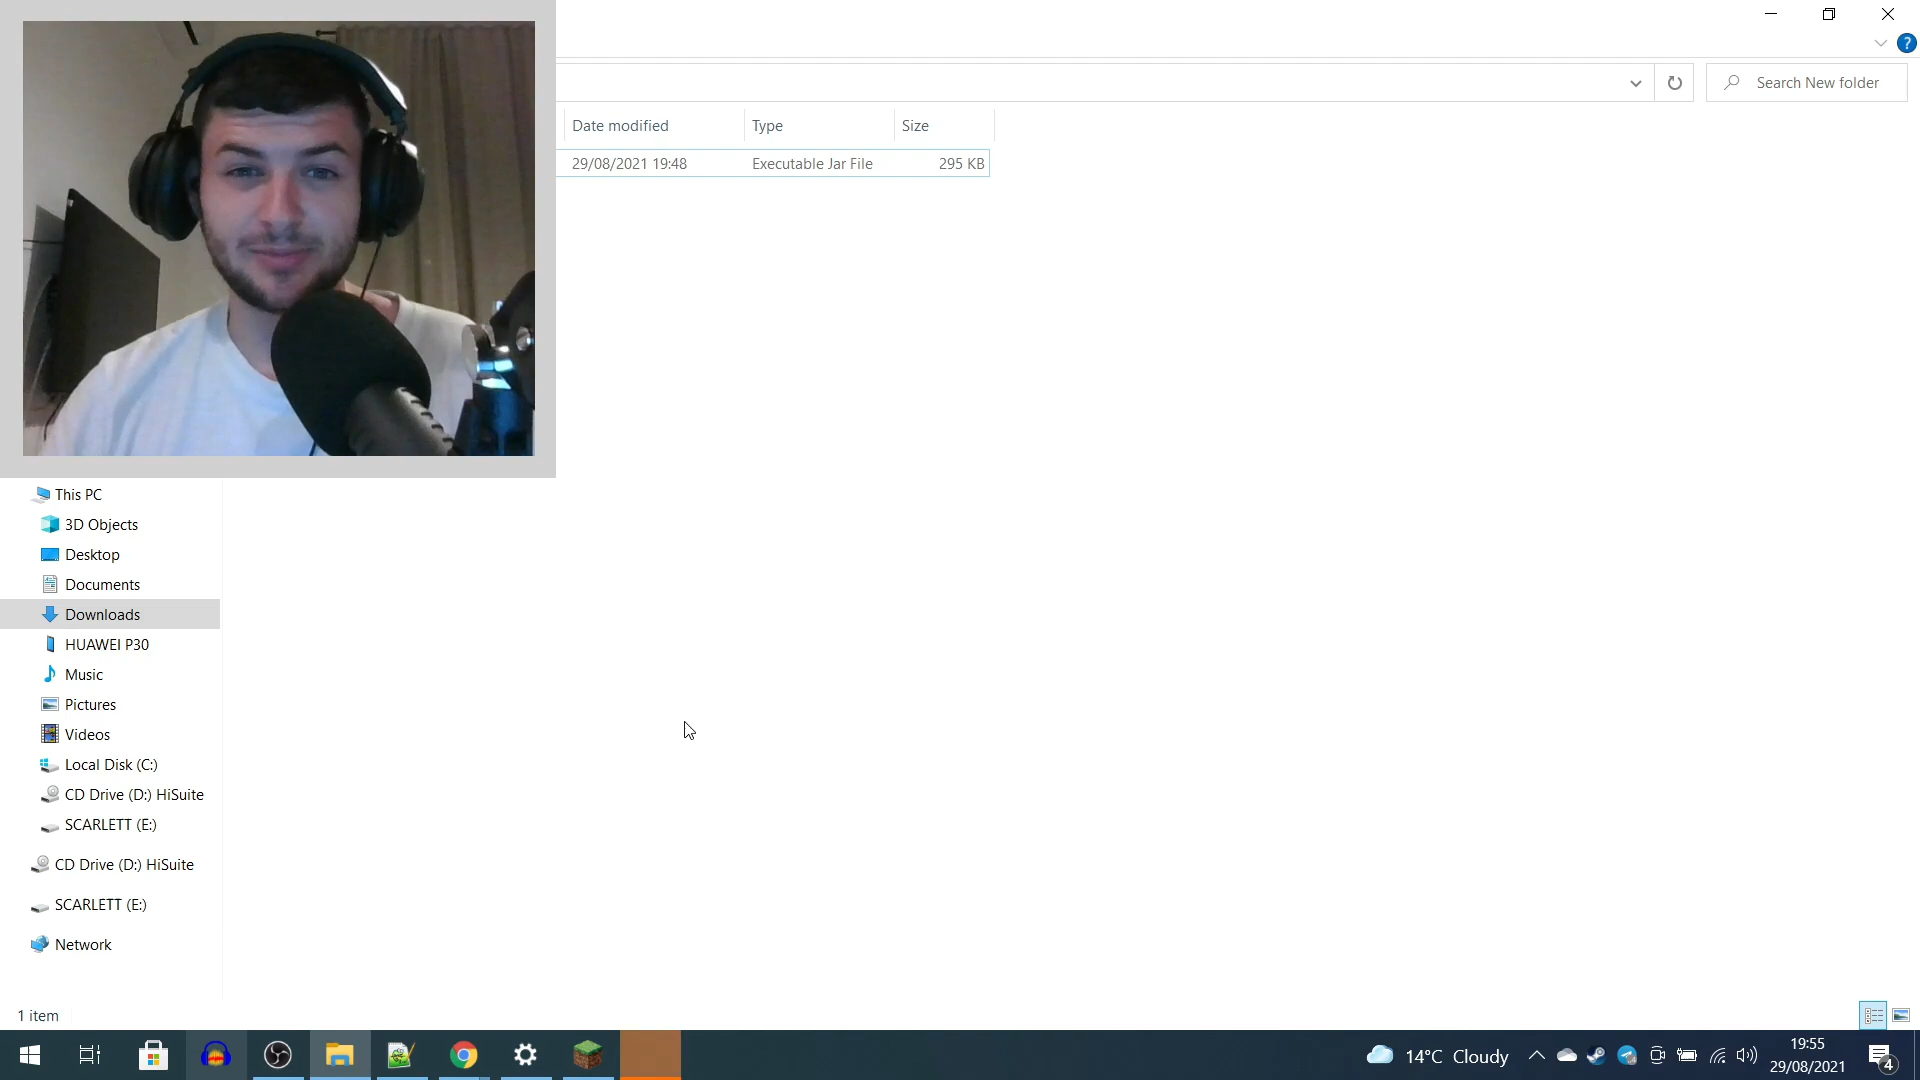 ?
Search New folder
Date modified Type Size
29/08/2021 19:48 Executable Jar File 295 KB
This PC
3D Objects
Desktop
Documents
Downloads
HUAWEI P30
Music
Pictures
Videos
Local Disk (C:)
CD Drive (D:) HiSuite
SCARLETT (E:)
CD Drive (D:) HiSuite
SCARLETT (E:)
Network
1 item
14°C Cloudy
19:55
29/08/2021
4